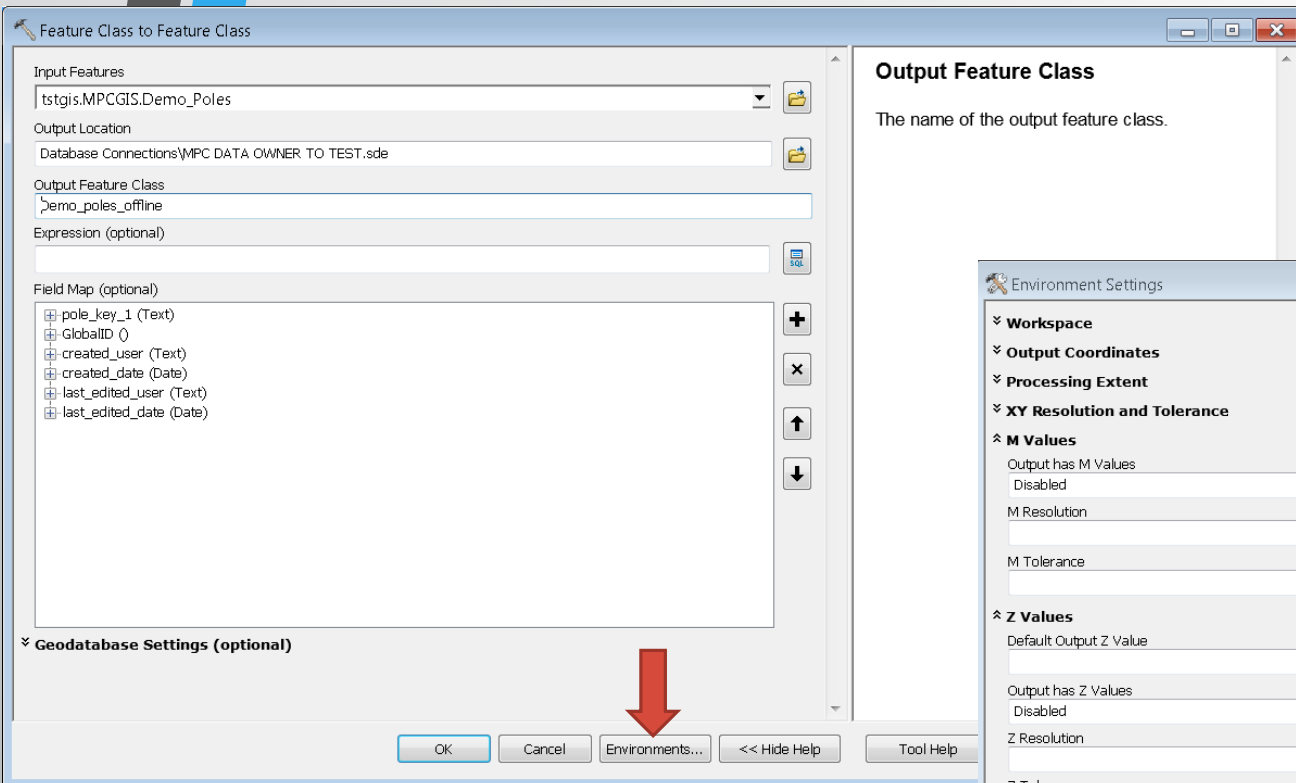 Feature Class to Feature Class
Input Features
tstgis.MPCGIS.Demo_Poles
Output Location
Database Connections\MPC DATA OWNER TO TEST.sde
Output Feature Class
Demo_poles_offline
Expression (optional)
SQL
Field Map (optional)
pole_key_1 (Text)
GlobalID ()
created_user (Text)
created_date (Date)
last_edited_user (Text)
last_edited_date (Date)
Geodatabase Settings (optional)
OK
Cancel
Environments...
<< Hide Help
Tool Help
Output Feature Class
The name of the output feature class.
Environment Settings
Workspace
Output Coordinates
Processing Extent
XY Resolution and Tolerance
M Values
Output has M Values
Disabled
M Resolution
M Tolerance
Z Values
Default Output Z Value
Output has Z Values
Disabled
Z Resolution